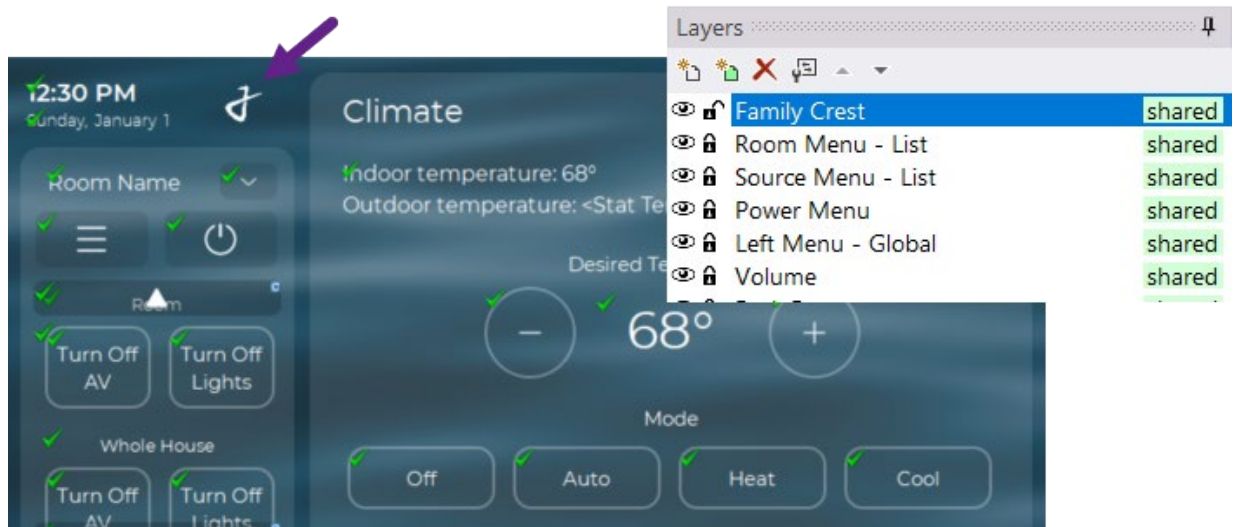 Layers
Family Crest shared
Room Menu - List shared
Source Menu - List shared
Power Menu shared
Left Menu - Global shared
Volume shared
12:30 PM
Sunday, January 1
Room Name
Room
Turn Off AV
Turn Off Lights
Whole House
Turn Off AV
Turn Off Lights
Climate
Indoor temperature: 68°
Outdoor temperature: <Stat Te
Desired Te
68°
Mode
Off
Auto
Heat
Cool